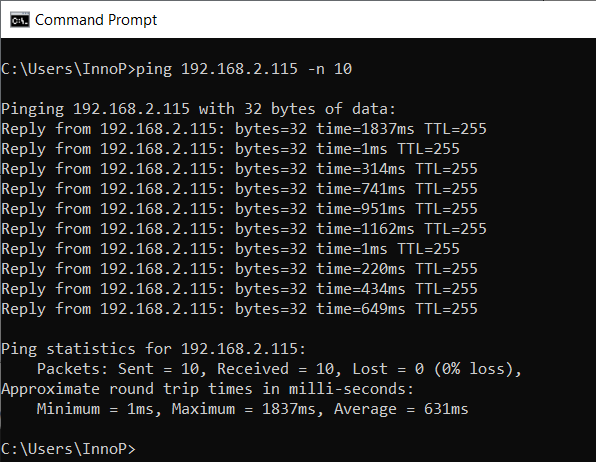 Command Prompt
C:\Users\InnoP>ping 192.168.2.115 -n 10
Pinging 192.168.2.115 with 32 bytes of data:
Reply from 192.168.2.115: bytes=32 time=1837ms TTL=255
Reply from 192.168.2.115: bytes=32 time=1ms TTL=255
Reply from 192.168.2.115: bytes=32 time=314ms TTL=255
Reply from 192.168.2.115: bytes=32 time=741ms TTL=255
Reply from 192.168.2.115: bytes=32 time=951ms TTL=255
Reply from 192.168.2.115: bytes=32 time=1162ms TTL=255
Reply from 192.168.2.115: bytes=32 time=1ms TTL=255
Reply from 192.168.2.115: bytes=32 time=220ms TTL=255
Reply from 192.168.2.115: bytes=32 time=434ms TTL=255
Reply from 192.168.2.115: bytes=32 time=649ms TTL=255
Ping statistics for 192.168.2.115:
    Packets: Sent = 10, Received = 10, Lost = 0 (0% loss),
Approximate round trip times in milli-seconds:
    Minimum = 1ms, Maximum = 1837ms, Average = 631ms
C:\Users\InnoP>